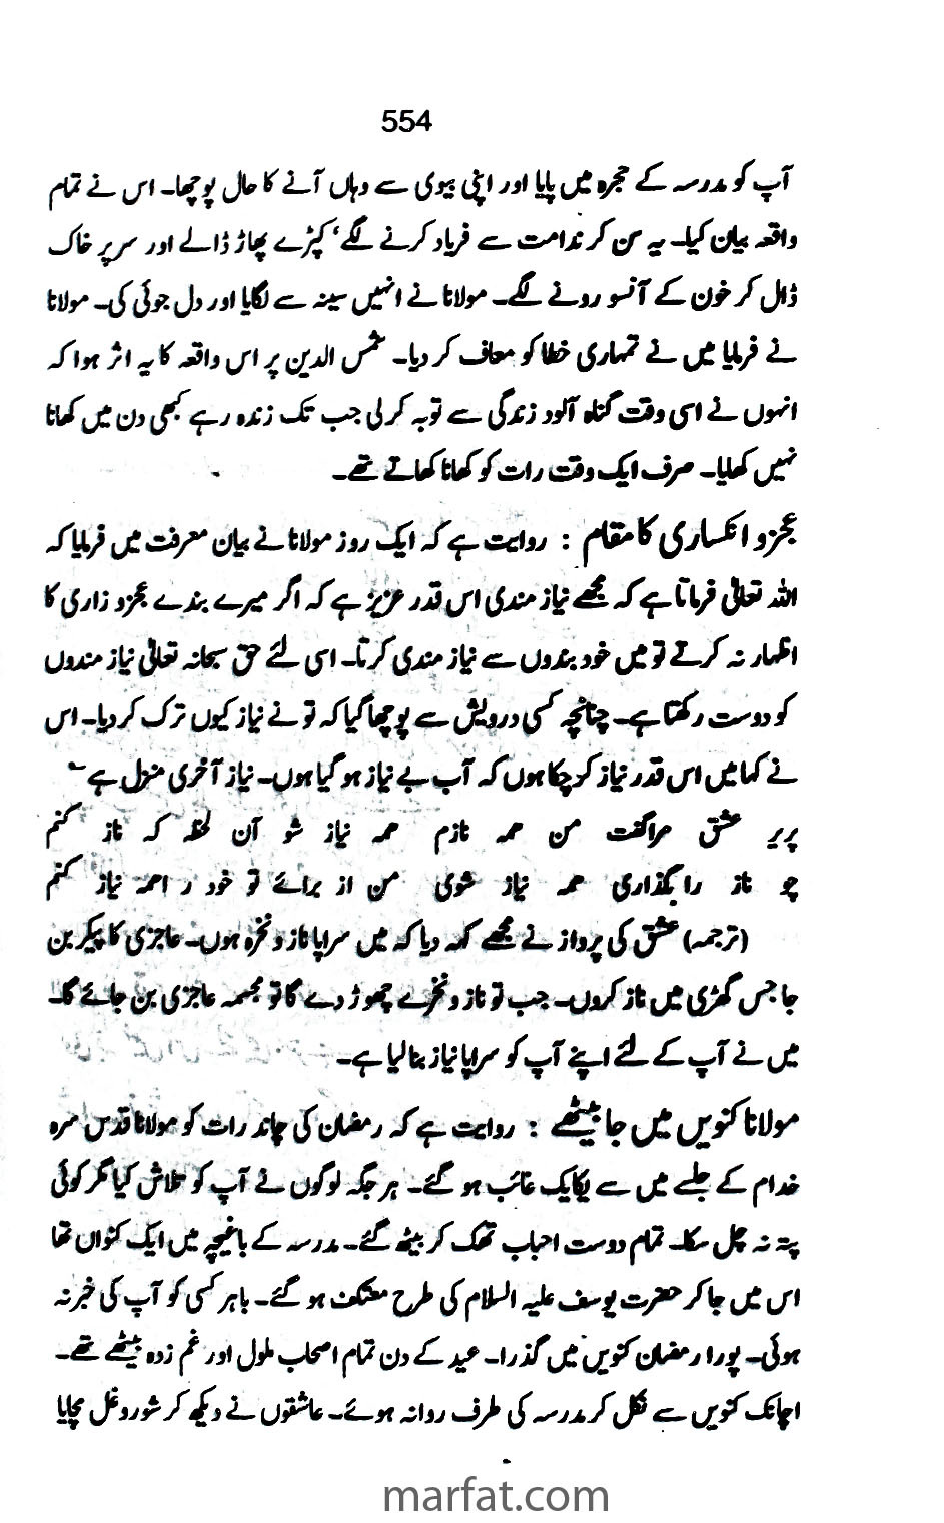 554
آپ کو مدرسہ کے حجرہ میں پایا اور اپنی بیوی سے وہاں آنے کا حال پوچھا۔ اس نے تمام
واقعہ بیان کیا۔ یہ سن کر ندامت سے فریاد کرنے لگے‘ کپڑے پھاڑ ڈالے اور سر پر خاک
ڈال کر خون کے آنسو رونے لگے۔ مولانا نے انہیں سینہ سے لگایا اور دل جوئی کی۔ مولانا
نے فرمایا میں نے تمہاری خطا کو معاف کر دیا۔ شمس الدین پر اس واقعہ کا یہ اثر ہوا کہ
انہوں نے اسی وقت گناہ آلود زندگی سے توبہ کر لی جب تک زندہ رہے کبھی دن میں کھانا
نہیں کھایا۔ صرف ایک وقت رات کو کھانا کھاتے تھے۔
عجز و انکساری کا مقام : روایت ہے کہ ایک روز مولانا نے بیان معرفت میں فرمایا کہ
اللہ تعالیٰ فرماتا ہے کہ مجھے نیاز مندی اس قدر عزیز ہے کہ اگر میرے بندے عجز و زاری کا
اظہار نہ کرتے تو میں خود بندوں سے نیاز مندی کرتا۔ اسی لئے حق سبحانہ تعالیٰ نیاز مندوں
کو دوست رکھتا ہے۔ چنانچہ کسی درویش سے پوچھا گیا کہ تو نے نیاز کیوں ترک کر دیا۔ اس
نے کہا میں اس قدر نیاز کر چکا ہوں کہ آپ بے نیاز ہو گیا ہوں۔ نیاز آخری منزل ہے ؎
پرِ عشق مرا گفت من ہمہ نازم ہمہ نیاز شو آن لحظہ کہ ناز کنم
چو ناز را بگذاری ہمہ نیاز شوی من از برائے تو خود را ہمہ نیاز کنم
(ترجمہ) عشق کی پرواز نے مجھے کہہ دیا کہ میں سراپا ناز و نخرہ ہوں۔ عاجزی کا پیکر بن
جا جس گھڑی میں ناز کروں۔ جب تو ناز و نخرے چھوڑ دے گا تو مجسمہ عاجزی بن جائے گا۔
میں نے آپ کے لئے اپنے آپ کو سراپا نیاز بنا لیا ہے۔
مولانا کنویں میں جا بیٹھے : روایت ہے کہ رمضان کی چاند رات کو مولانا قدس سرہ
خدام کے جلسے میں سے یکایک غائب ہو گئے۔ ہر جگہ لوگوں نے آپ کو تلاش کیا مگر کوئی
پتہ نہ چل سکا۔ تمام دوست احباب تھک کر بیٹھ گئے۔ مدرسہ کے باغیچہ میں ایک کنواں تھا
اس میں جا کر حضرت یوسف علیہ السلام کی طرح معتکف ہو گئے۔ باہر کسی کو آپ کی خبر نہ
ہوئی۔ پورا رمضان کنویں میں گذرا۔ عید کے دن تمام اصحاب ملول اور غم زدہ بیٹھے تھے۔
اچانک کنویں سے نکل کر مدرسہ کی طرف روانہ ہوئے۔ عاشقوں نے دیکھ کر شور و غل مچایا
marfat.com